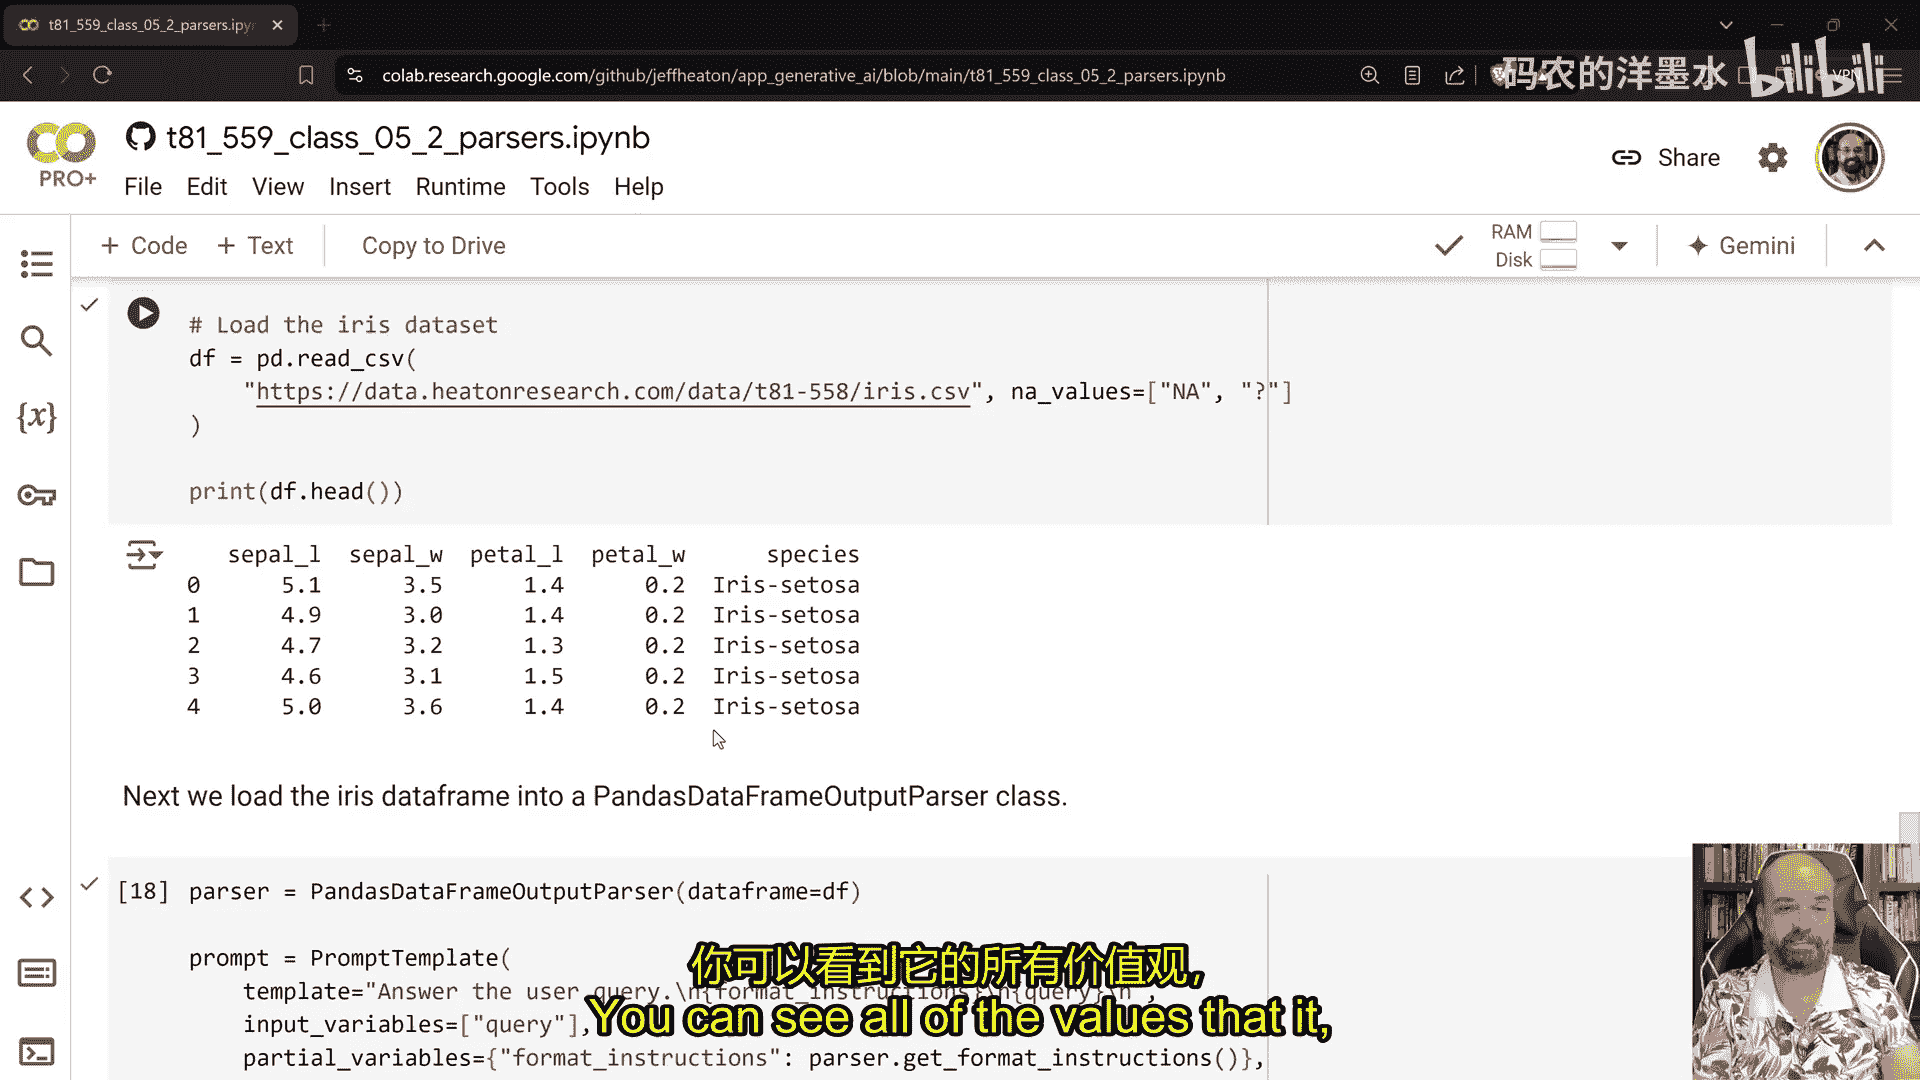 t81_559_class_05_2_parsers.ipy
colab.research.google.com/github/jeffheaton/app_generative_ai/blob/main/t81_559_class_05_2_parsers.ipynb
码农的洋墨水 bilibili
VPN
PRO+
t81_559_class_05_2_parsers.ipynb
File Edit View Insert Runtime Tools Help
Share
+ Code + Text Copy to Drive
RAM
Disk
Gemini
# Load the iris dataset
df = pd.read_csv(
"https://data.heatonresearch.com/data/t81-558/iris.csv", na_values=["NA", "?"]
)
print(df.head())
sepal_l sepal_w petal_l petal_w species
0 5.1 3.5 1.4 0.2 Iris-setosa
1 4.9 3.0 1.4 0.2 Iris-setosa
2 4.7 3.2 1.3 0.2 Iris-setosa
3 4.6 3.1 1.5 0.2 Iris-setosa
4 5.0 3.6 1.4 0.2 Iris-setosa
Next we load the iris dataframe into a PandasDataFrameOutputParser class.
[18] parser = PandasDataFrameOutputParser(dataframe=df)
prompt = PromptTemplate(
template="Answer the user query.\n{format_instructions}\n{query}\n",
input_variables=["query"],
partial_variables={"format_instructions": parser.get_format_instructions()},
你可以看到它的所有价值观,
You can see all of the values that it,